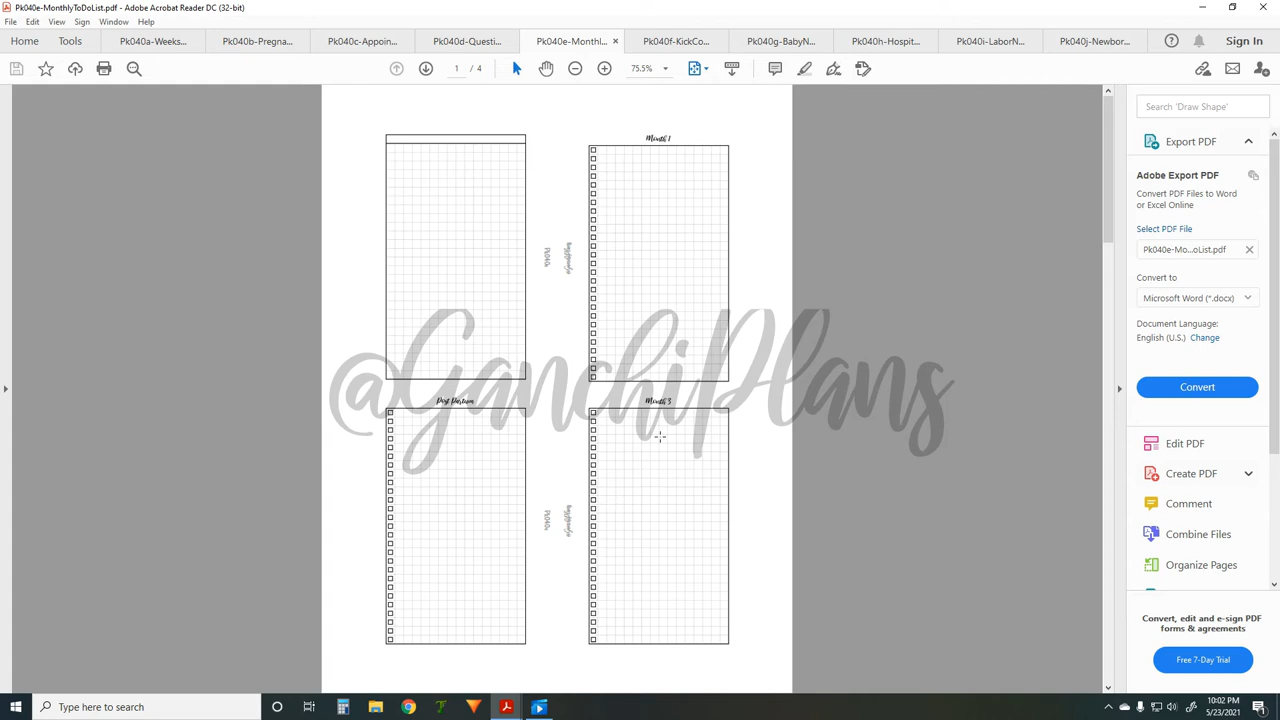 Pk040e-MonthlyToDoList.pdf - Adobe Acrobat Reader DC (32-bit)
File Edit View Sign Window Help
Home Tools Pk040a-Weeks... Pk040b-Pregna... Pk040c-Appoin... Pk040d-Questi... Pk040e-Monthl... Pk040f-KickCo... Pk040g-BabyN... Pk040h-Hospit... Pk040i-LaborN... Pk040j-Newbor... Sign In
1 / 4 75.5%
Search 'Draw Shape'
Export PDF
Adobe Export PDF
Convert PDF Files to Word
or Excel Online
Select PDF File
Pk040e-Mo...oList.pdf
Convert to
Microsoft Word (*.docx)
Document Language:
English (U.S.) Change
Convert
Edit PDF
Create PDF
Comment
Combine Files
Organize Pages
Convert, edit and e-sign PDF
forms & agreements
Free 7-Day Trial
Month 1
Pk040e
@GanchiPlans
Post Partum
Month 3
Pk040e
Type here to search
10:02 PM
5/23/2021
1